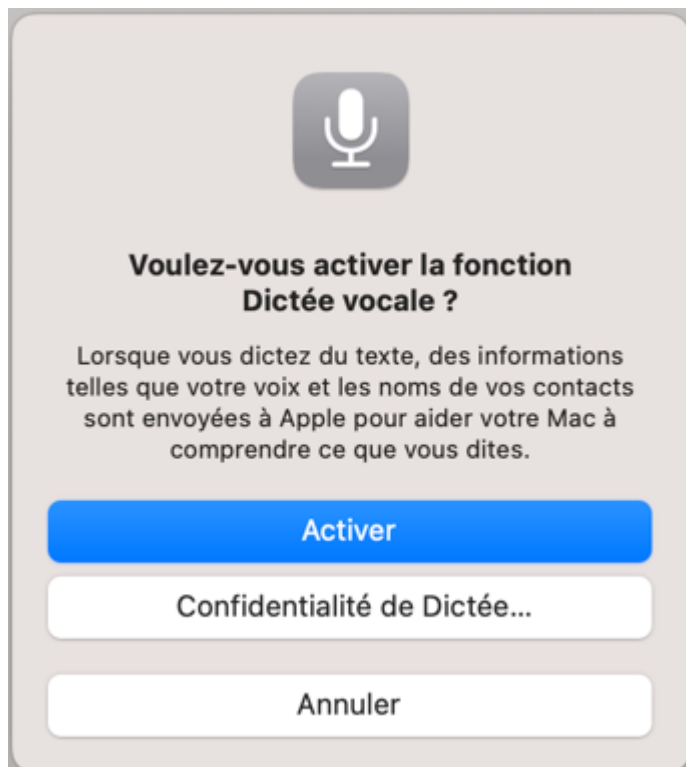 Voulez-vous activer la fonction
Dictée vocale ?
Lorsque vous dictez du texte, des informations
telles que votre voix et les noms de vos contacts
sont envoyées à Apple pour aider votre Mac à
comprendre ce que vous dites.
Activer
Confidentialité de Dictée...
Annuler